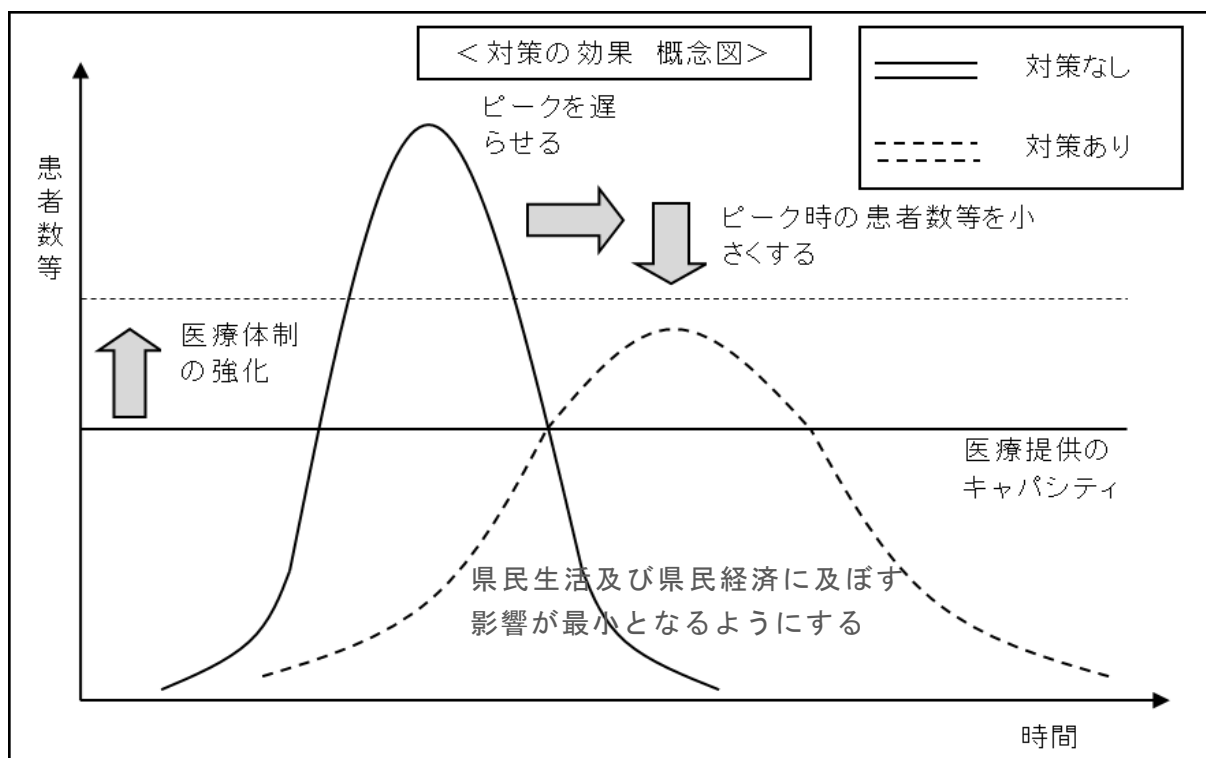 ＜対策の効果 概念図＞
対策なし
対策あり
ピークを遅
らせる
患者数等
ピーク時の患者数等を小
さくする
医療体制
の強化
医療提供の
キャパシティ
県民生活及び県民経済に及ぼす
影響が最小となるようにする
時間